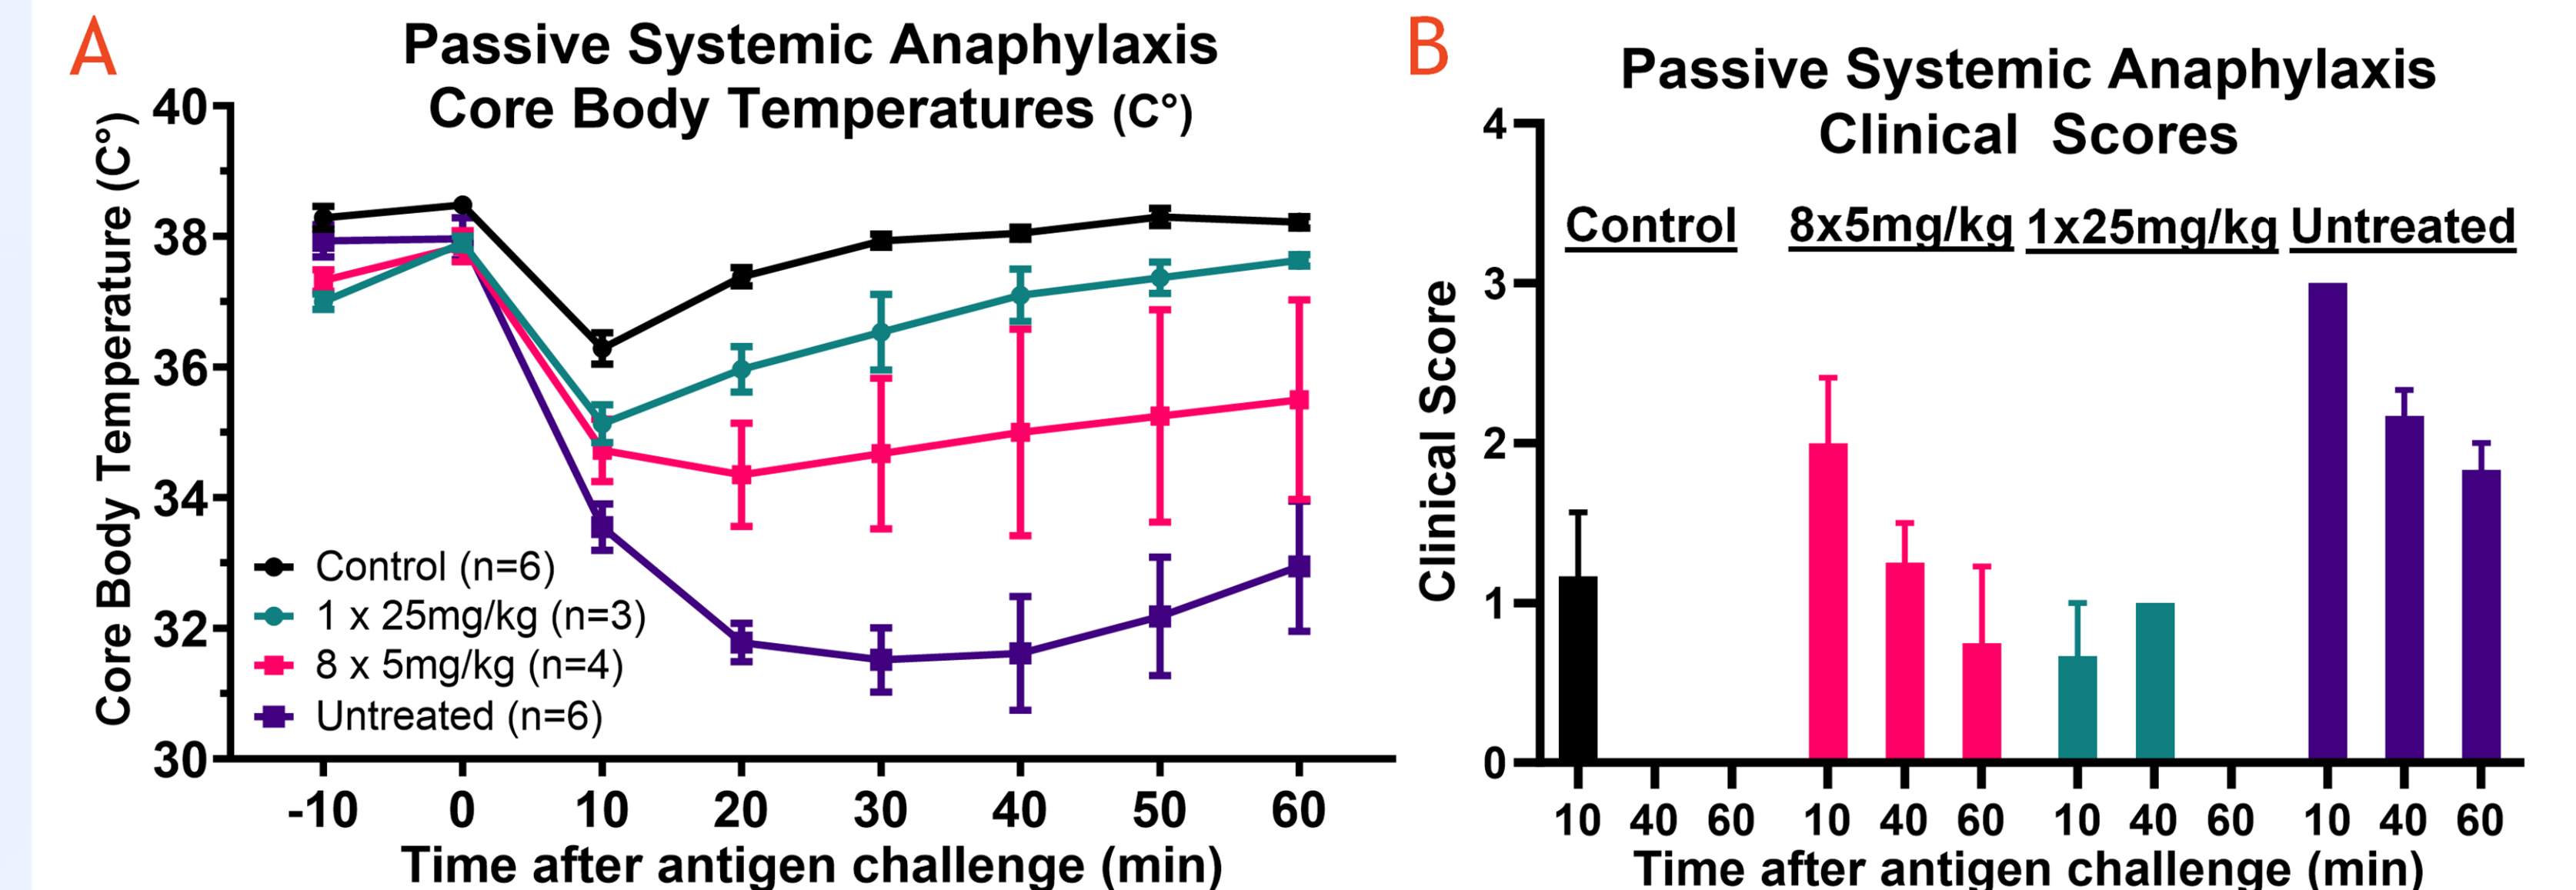 A
Passive Systemic Anaphylaxis
Core Body Temperatures (C°)
Core Body Temperature (C°)
40
38
36
34
32
30
Control (n=6)
1 x 25mg/kg (n=3)
8 x 5mg/kg (n=4)
Untreated (n=6)
-10 0 10 20 30 40 50 60
Time after antigen challenge (min)
B
Passive Systemic Anaphylaxis
Clinical Scores
Clinical Score
4
3
2
1
0
Control 8x5mg/kg 1x25mg/kg Untreated
10 40 60 10 40 60 10 40 60 10 40 60
Time after antigen challenge (min)